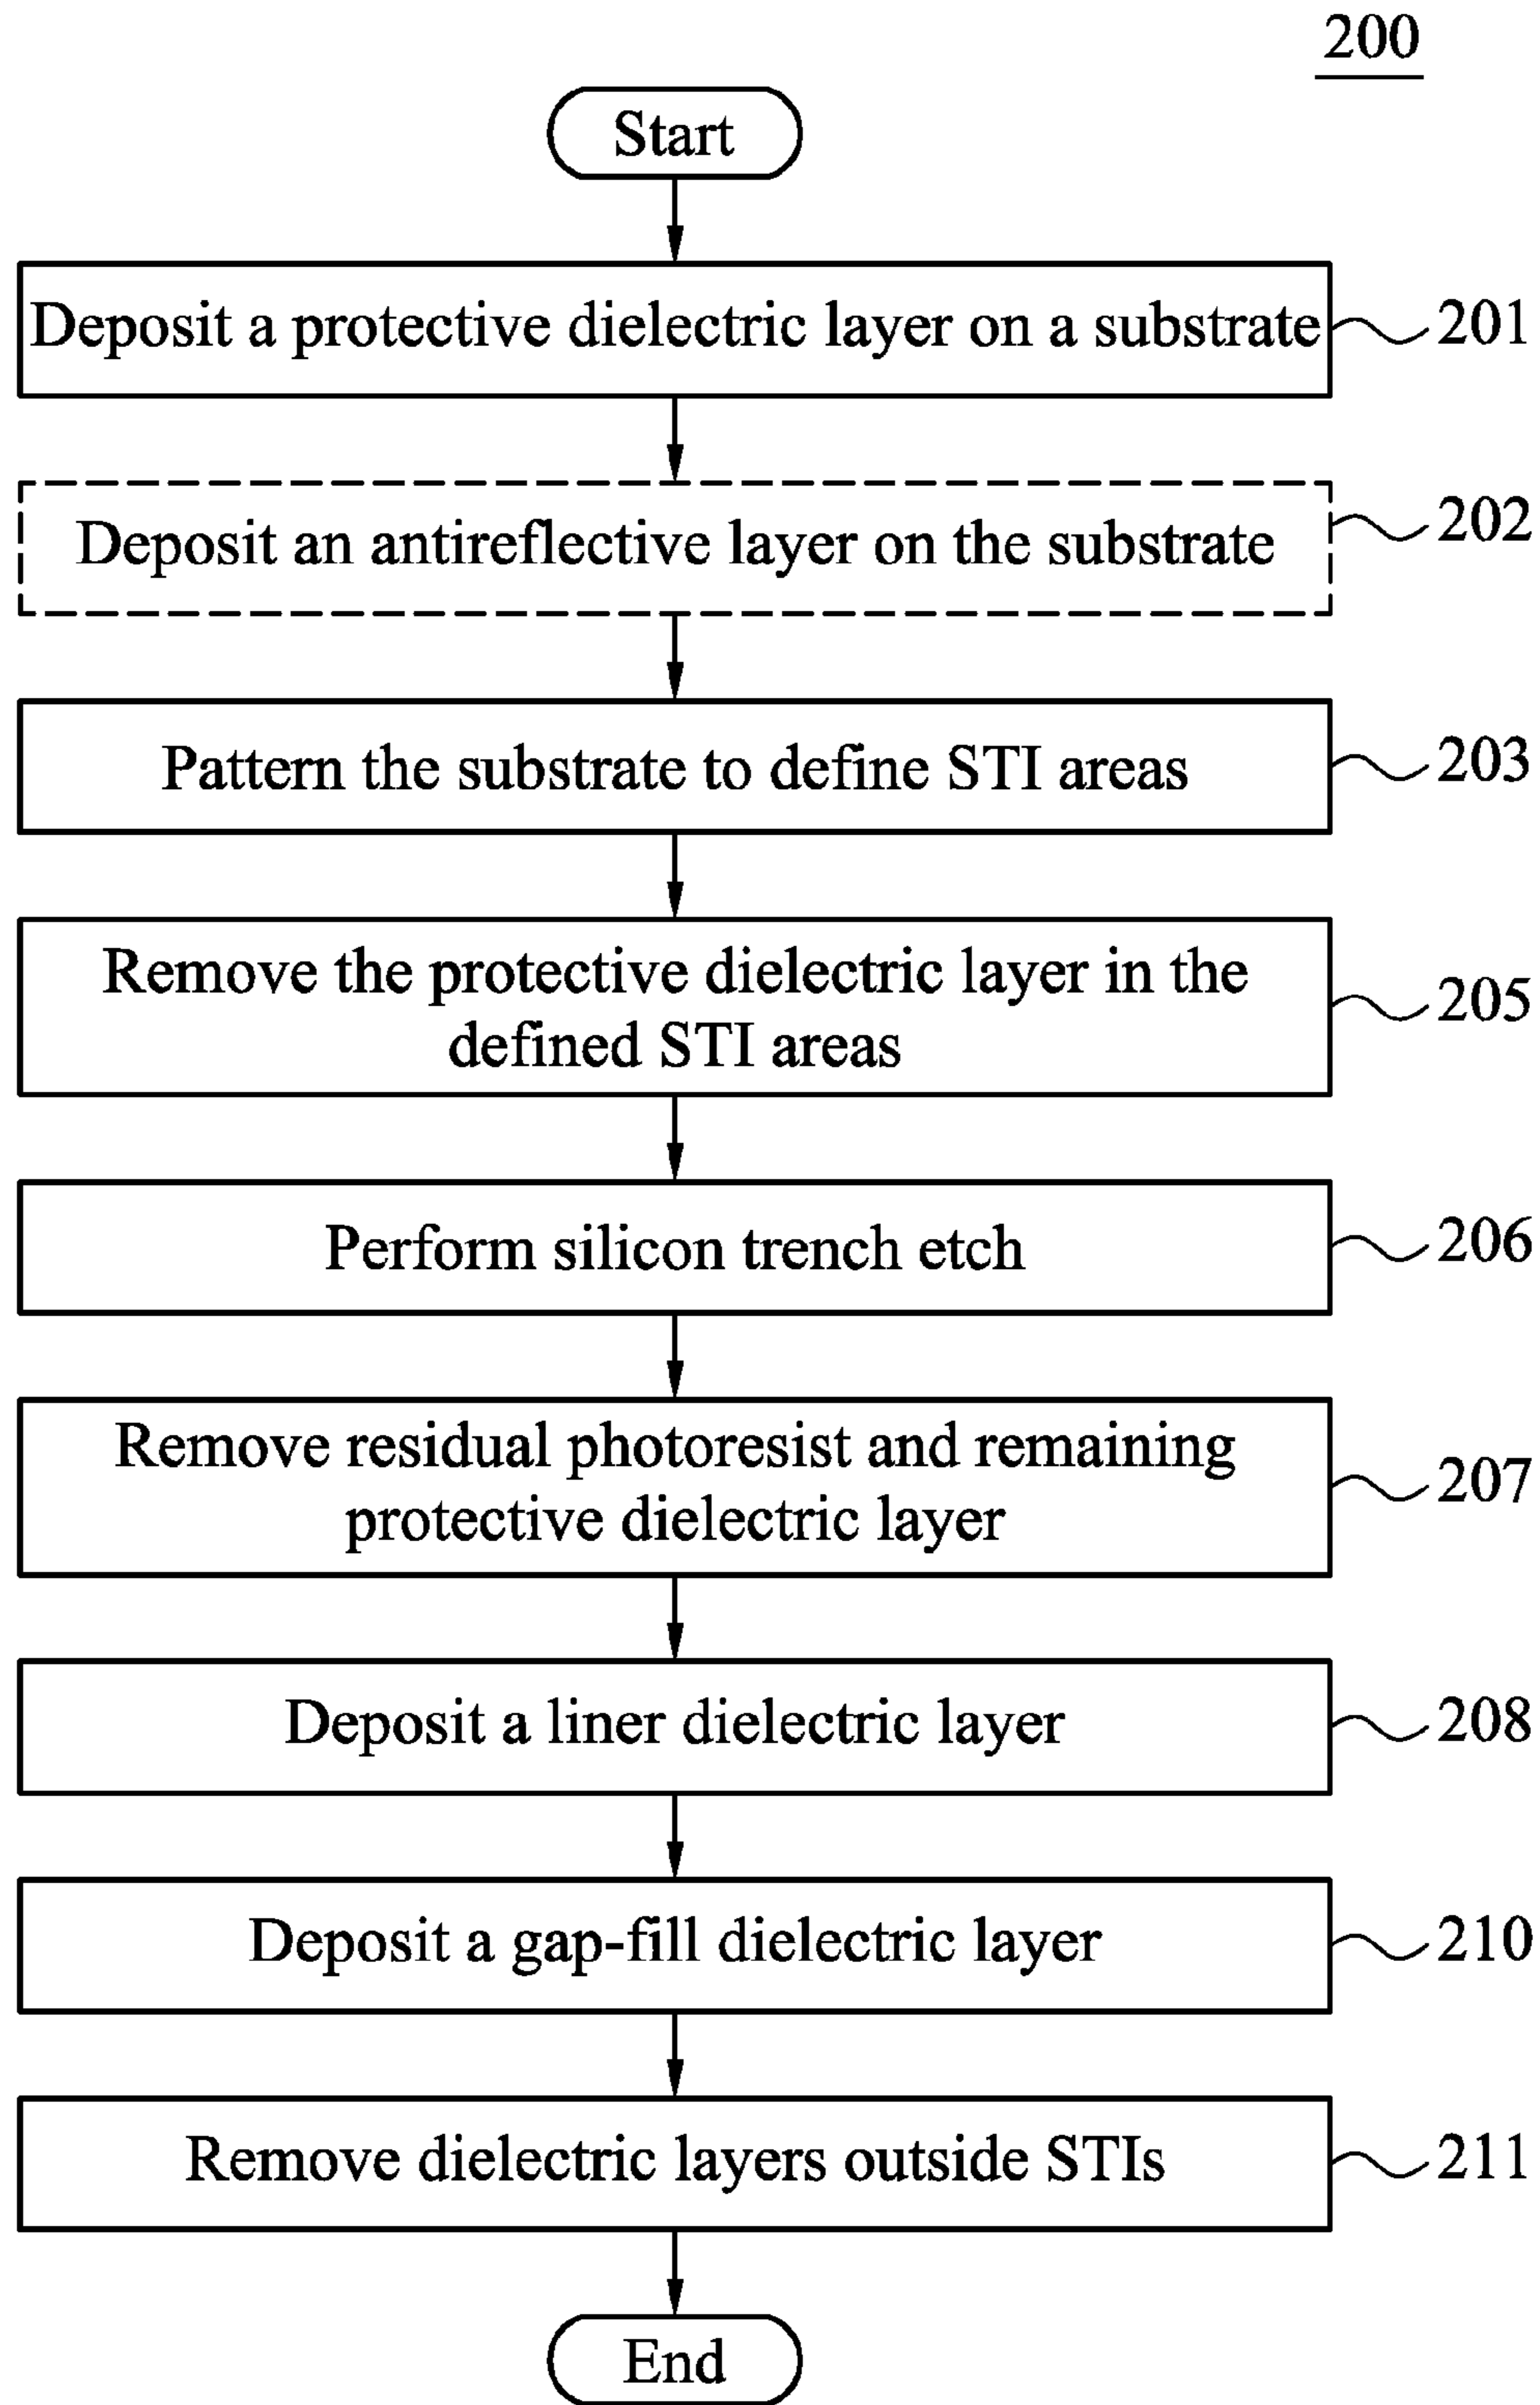 200
Start
Deposit a protective dielectric layer on a substrate
201
Deposit an antireflective layer on the substrate
202
Pattern the substrate to define STI areas
203
Remove the protective dielectric layer in the
defined STI areas
205
Perform silicon trench etch
206
Remove residual photoresist and remaining
protective dielectric layer
207
Deposit a liner dielectric layer
208
Deposit a gap-fill dielectric layer
210
Remove dielectric layers outside STIs
211
End